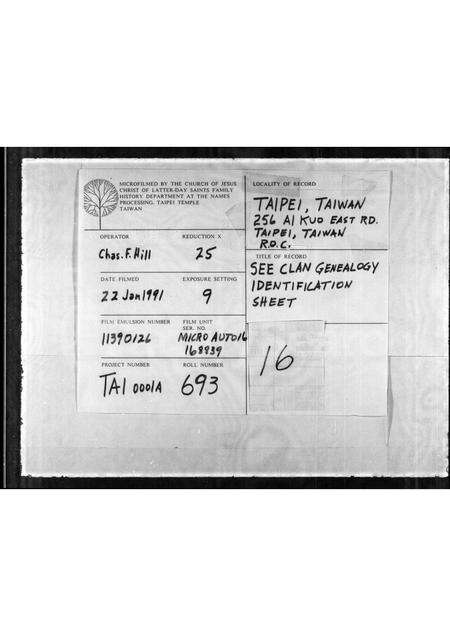 MICROFILMED BY THE CHURCH OF JESUS
CHRIST OF LATTER-DAY SAINTS FAMILY
HISTORY DEPARTMENT AT THE NAMES
PROCESSING, TAIPEI TEMPLE
TAIWAN
OPERATOR REDUCTION X
Chas. F. Hill 25
DATE FILMED EXPOSURE SETTING
22 Jan 1991 9
FILM EMULSION NUMBER FILM UNIT
SER. NO.
11390126 MICRO AUTO 16
168939
PROJECT NUMBER ROLL NUMBER
TAI 0001A 693
LOCALITY OF RECORD
TAIPEI, TAIWAN
256 AI KUO EAST RD.
TAIPEI, TAIWAN
R.O.C.
TITLE OF RECORD
SEE CLAN GENEALOGY
IDENTIFICATION
SHEET
16